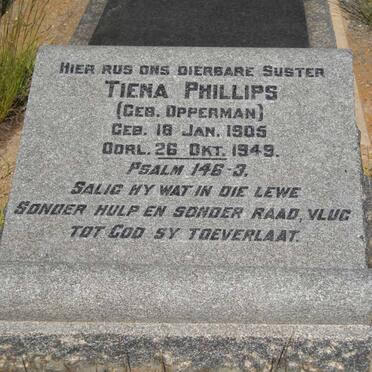 HIER RUS ONS DIERBARE SUSTER
TIENA PHILLIPS
(GEB. OPPERMAN)
GEB. 18 JAN. 1905
OORL. 26 OKT. 1949.
PSALM 146-3.
SALIG HY WAT IN DIE LEWE
SONDER HULP EN SONDER RAAD, VLUG
TOT GOD SY TOEVERLAAT.